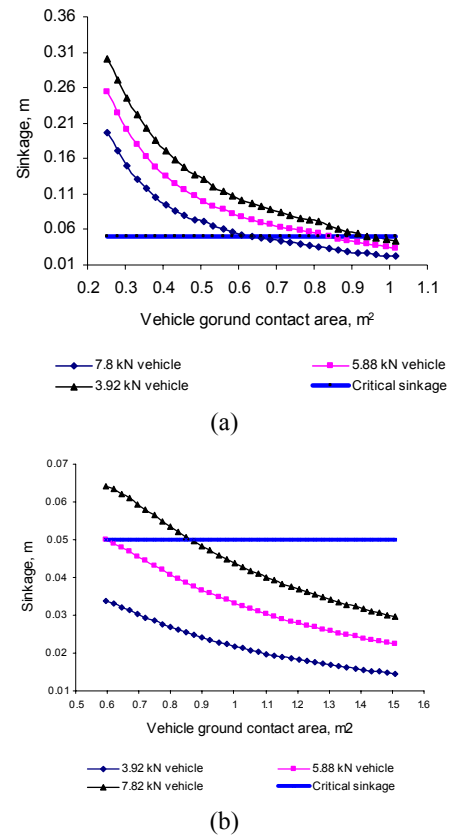 0.36
0.31
0.26
0.21
0.16
0.11
0.06
0.01
Sinkage, m
0.2 0.3 0.4 0.5 0.6 0.7 0.8 0.9 1 1.1
Vehicle gorund contact area, m²
7.8 kN vehicle 5.88 kN vehicle
3.92 kN vehicle Critical sinkage
(a)
0.07
0.06
0.05
0.04
0.03
0.02
0.01
Sinkage, m
0.5 0.6 0.7 0.8 0.9 1 1.1 1.2 1.3 1.4 1.5 1.6
Vehicle ground contact area, m2
3.92 kN vehicle 5.88 kN vehicle
7.82 kN vehicle Critical sinkage
(b)